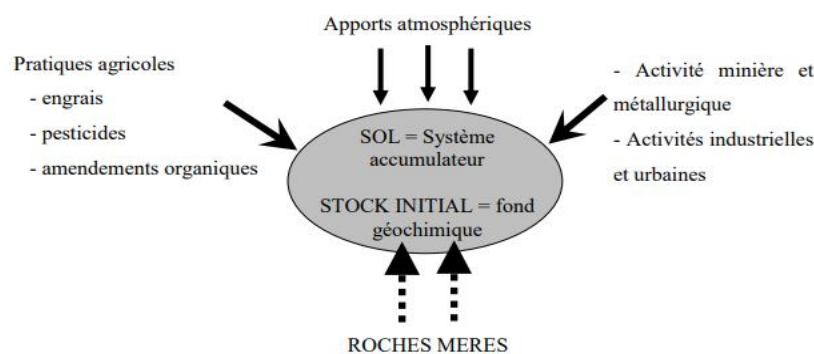 Apports atmosphériques
Pratiques agricoles
- engrais
- pesticides
- amendements organiques
- Activité minière et
métallurgique
- Activités industrielles
et urbaines
SOL = Système
accumulateur
STOCK INITIAL = fond
géochimique
ROCHES MERES